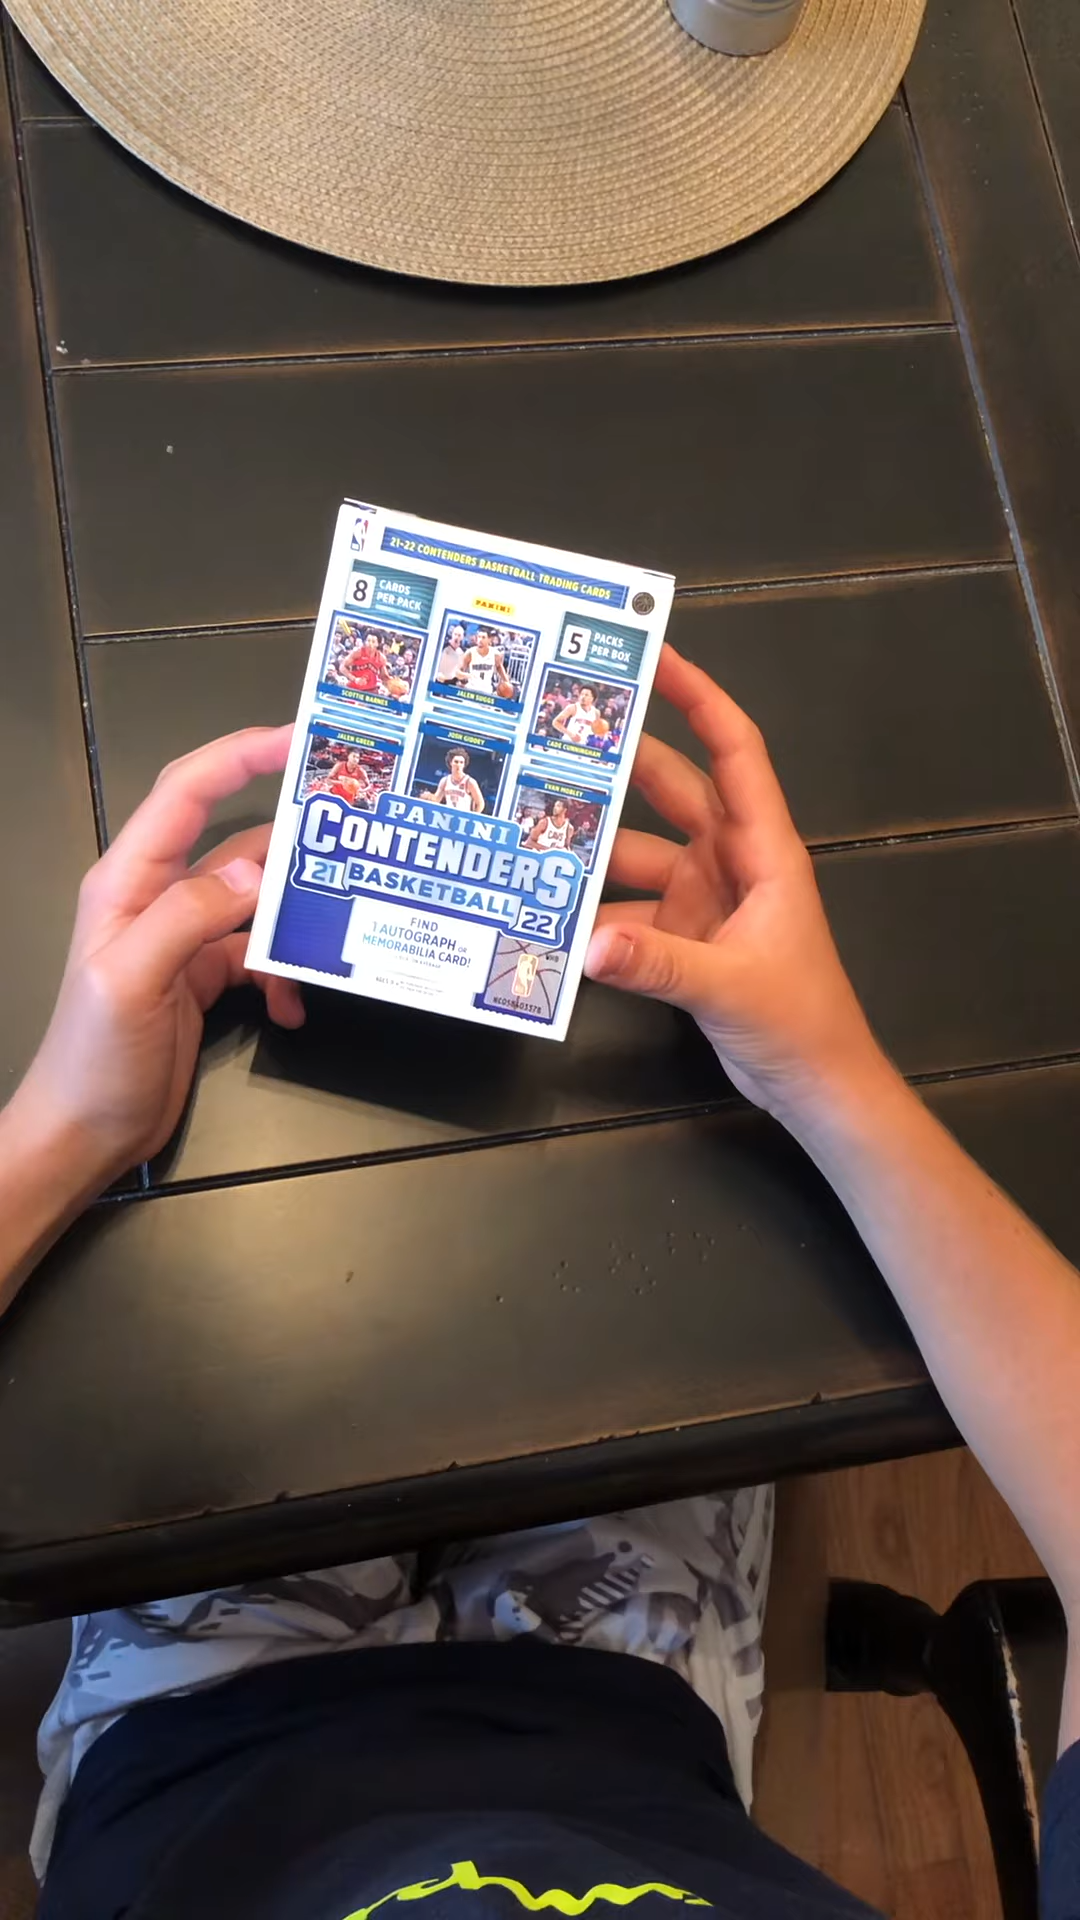 21-22 CONTENDERS BASKETBALL TRADING CARDS
8 CARDS
PER PACK
PANINI
5 PACKS
PER BOX
SCOTTIE BARNES
JALEN SUGGS
CADE CUNNINGHAM
JALEN GREEN
JOSH GIDDEY
EVAN MOBLEY
PANINI
CONTENDERS
21 BASKETBALL 22
FIND
1 AUTOGRAPH OR
MEMORABILIA CARD!